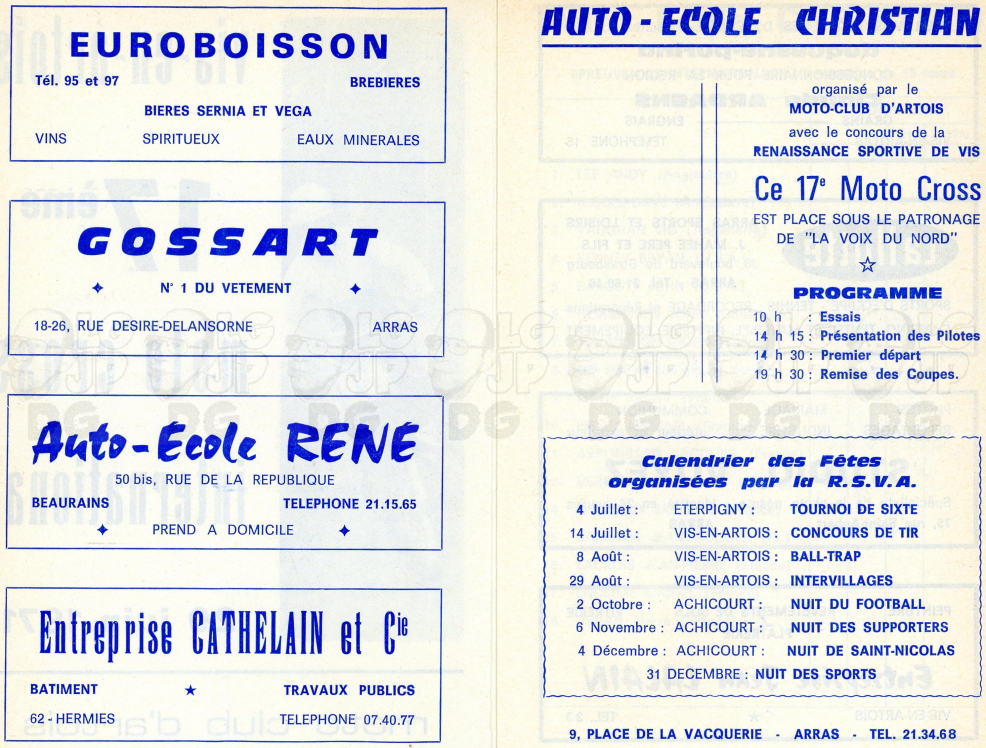 EUROBOISSON
Tél. 95 et 97 BREBIERES
BIERES SERNIA ET VEGA
VINS SPIRITUEUX EAUX MINERALES
GOSSART
✦ N° 1 DU VETEMENT ✦
18-26, RUE DESIRE-DELANSORNE ARRAS
Auto-Ecole RENE
50 bis, RUE DE LA REPUBLIQUE
BEAURAINS TELEPHONE 21.15.65
✦ PREND A DOMICILE ✦
Entreprise CATHELAIN et Cie
BATIMENT ★ TRAVAUX PUBLICS
62 - HERMIES TELEPHONE 07.40.77
AUTO - ECOLE CHRISTIAN
organisé par le
MOTO-CLUB D'ARTOIS
avec le concours de la
RENAISSANCE SPORTIVE DE VIS
Ce 17e Moto Cross
EST PLACE SOUS LE PATRONAGE
DE "LA VOIX DU NORD"
☆
PROGRAMME
10 h : Essais
14 h 15 : Présentation des Pilotes
14 h 30 : Premier départ
19 h 30 : Remise des Coupes.
Calendrier des Fêtes
organisées par la R.S.V.A.
4 Juillet : ETERPIGNY : TOURNOI DE SIXTE
14 Juillet : VIS-EN-ARTOIS : CONCOURS DE TIR
8 Août : BALL-TRAP
29 Août : VIS-EN-ARTOIS : INTERVILLAGES
2 Octobre : ACHICOURT : NUIT DU FOOTBALL
6 Novembre : ACHICOURT : NUIT DES SUPPORTERS
4 Décembre : ACHICOURT : NUIT DE SAINT-NICOLAS
31 DECEMBRE : NUIT DES SPORTS
9, PLACE DE LA VACQUERIE - ARRAS - TEL. 21.34.68